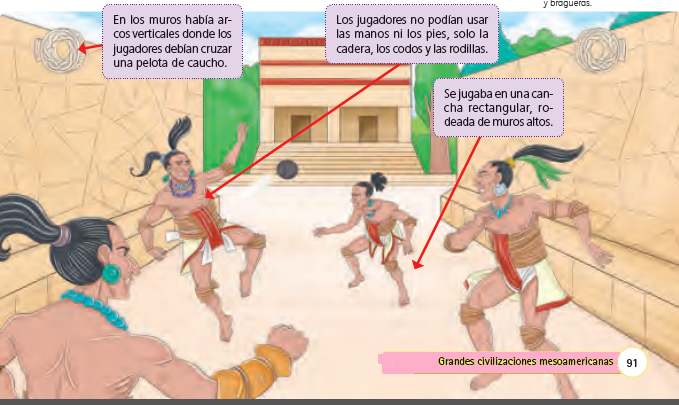 y bragueras.
En los muros había ar-
cos verticales donde los
jugadores debían cruzar
una pelota de caucho.
Los jugadores no podían usar
las manos ni los pies, solo la
cadera, los codos y las rodillas.
Se jugaba en una can-
cha rectangular, ro-
deada de muros altos.
Grandes civilizaciones mesoamericanas 91